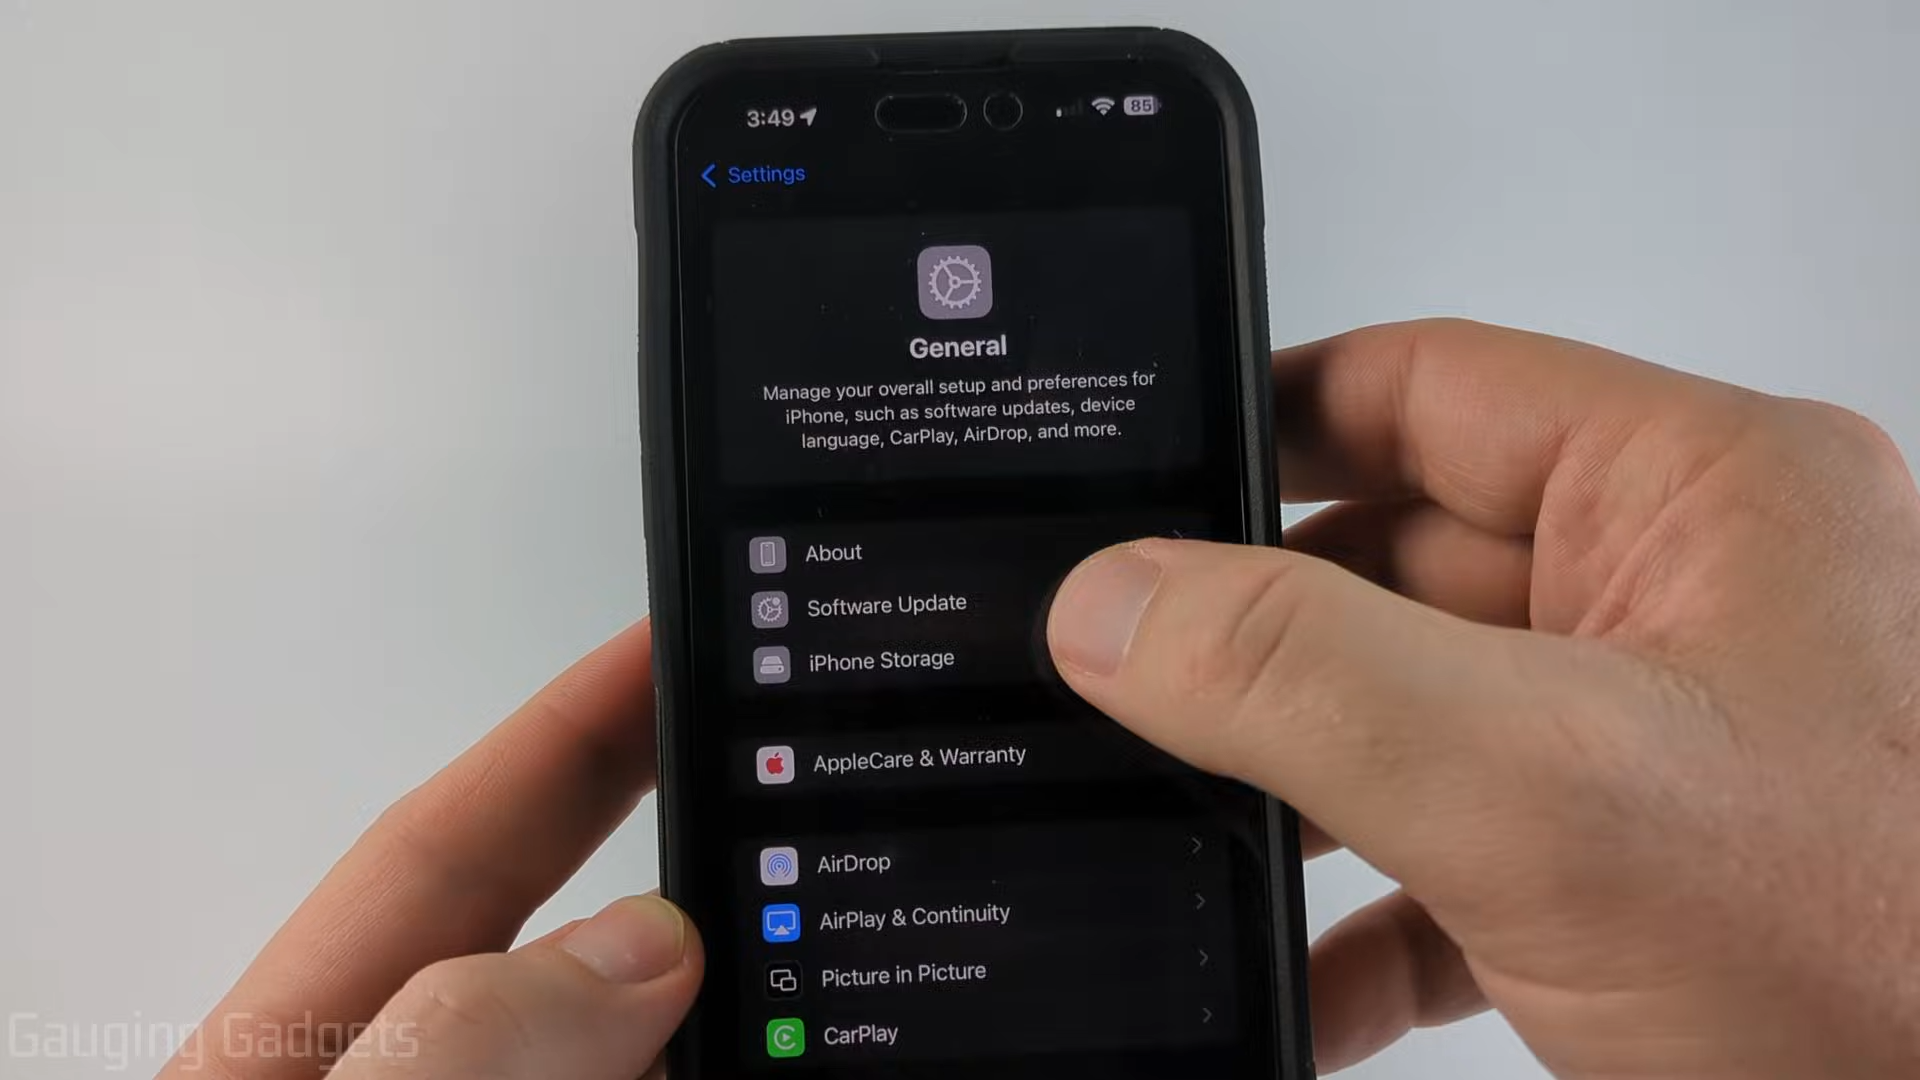 3:49
85
Settings
General
Manage your overall setup and preferences for
iPhone, such as software updates, device
language, CarPlay, AirDrop, and more.
About
Software Update
iPhone Storage
AppleCare & Warranty
AirDrop
AirPlay & Continuity
Picture in Picture
CarPlay
Gauging Gadgets